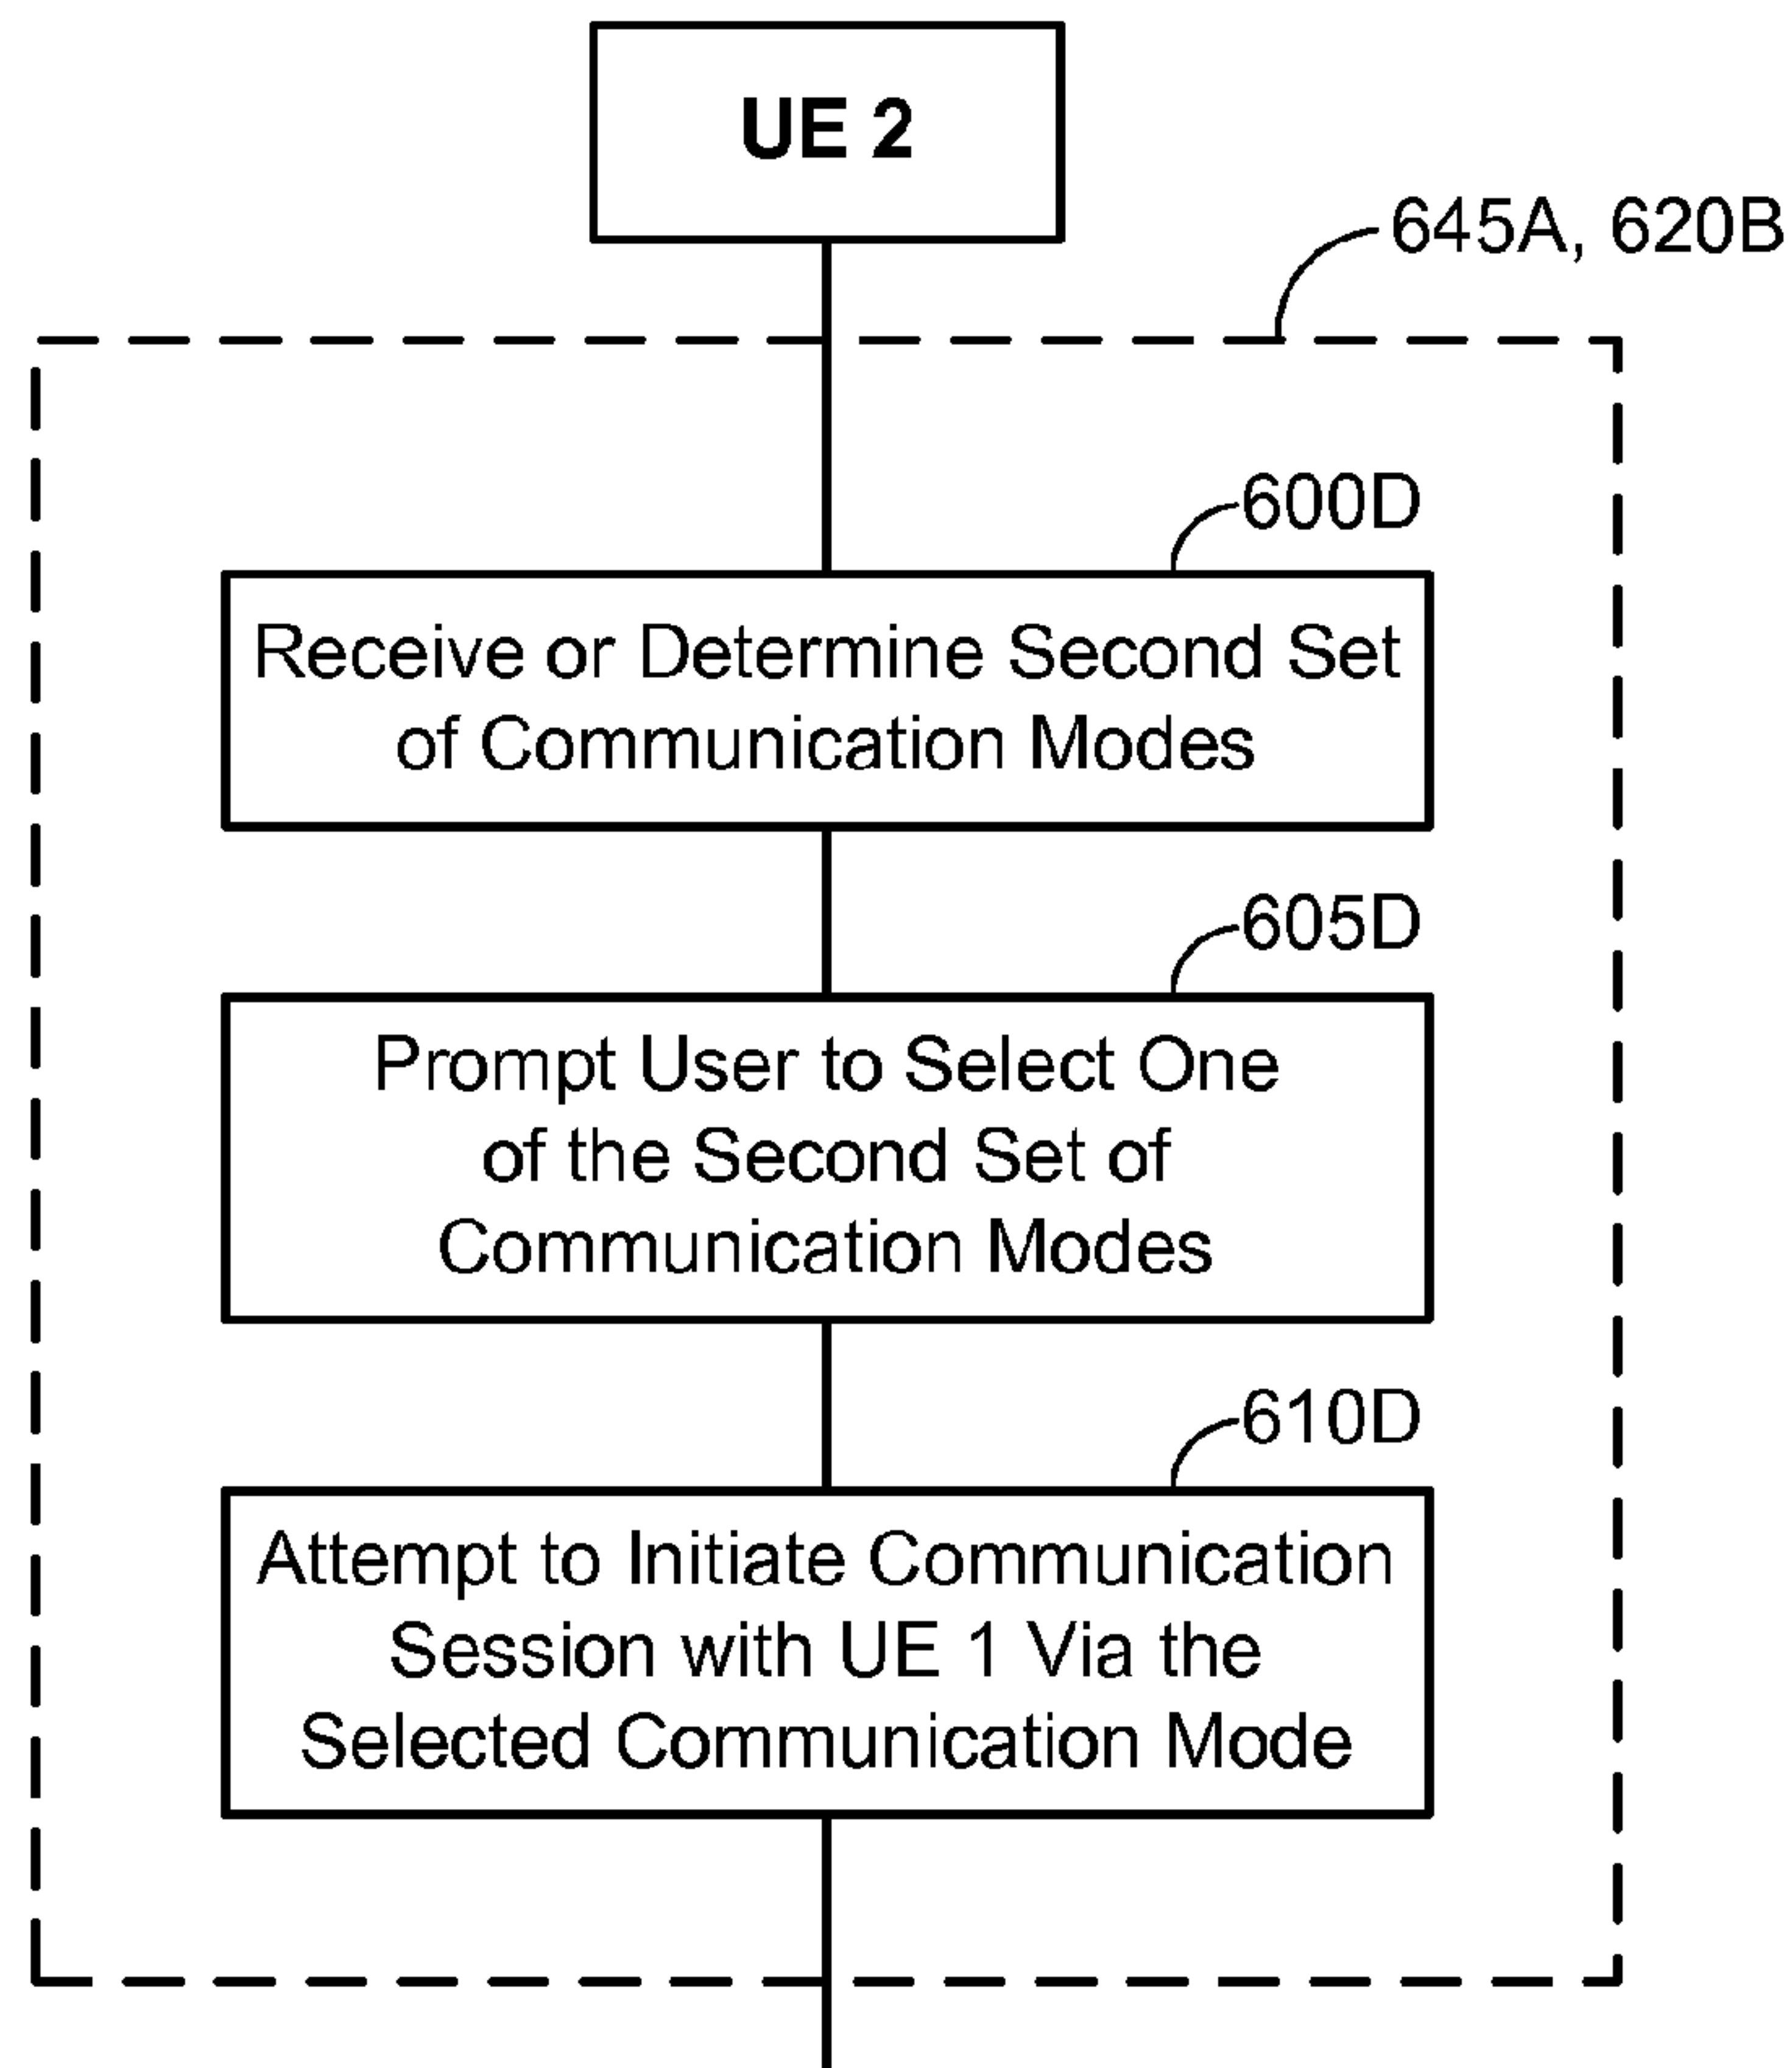 UE 2
645A, 620B
600D
Receive or Determine Second Set
of Communication Modes
605D
Prompt User to Select One
of the Second Set of
Communication Modes
610D
Attempt to Initiate Communication
Session with UE 1 Via the
Selected Communication Mode